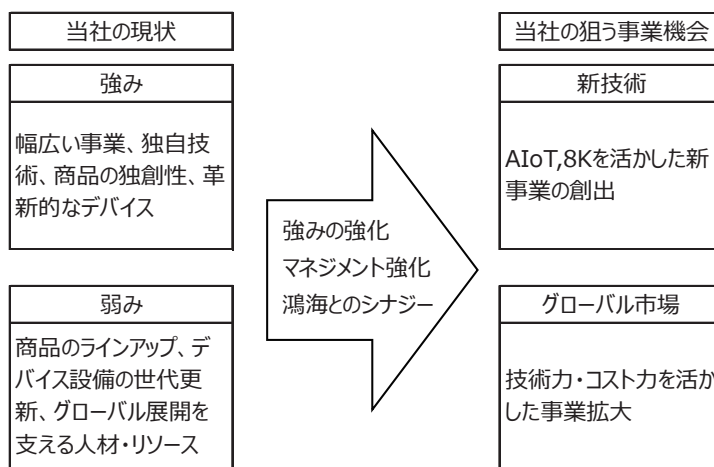 当社の現状
強み
幅広い事業、独自技
術、商品の独創性、革
新的なデバイス
弱み
商品のラインアップ、デ
バイス設備の世代更
新、グローバル展開を
支える人材・リソース
強みの強化
マネジメント強化
鴻海とのシナジー
当社の狙う事業機会
新技術
AIoT,8Kを活かした新
事業の創出
グローバル市場
技術力・コスト力を活か
した事業拡大